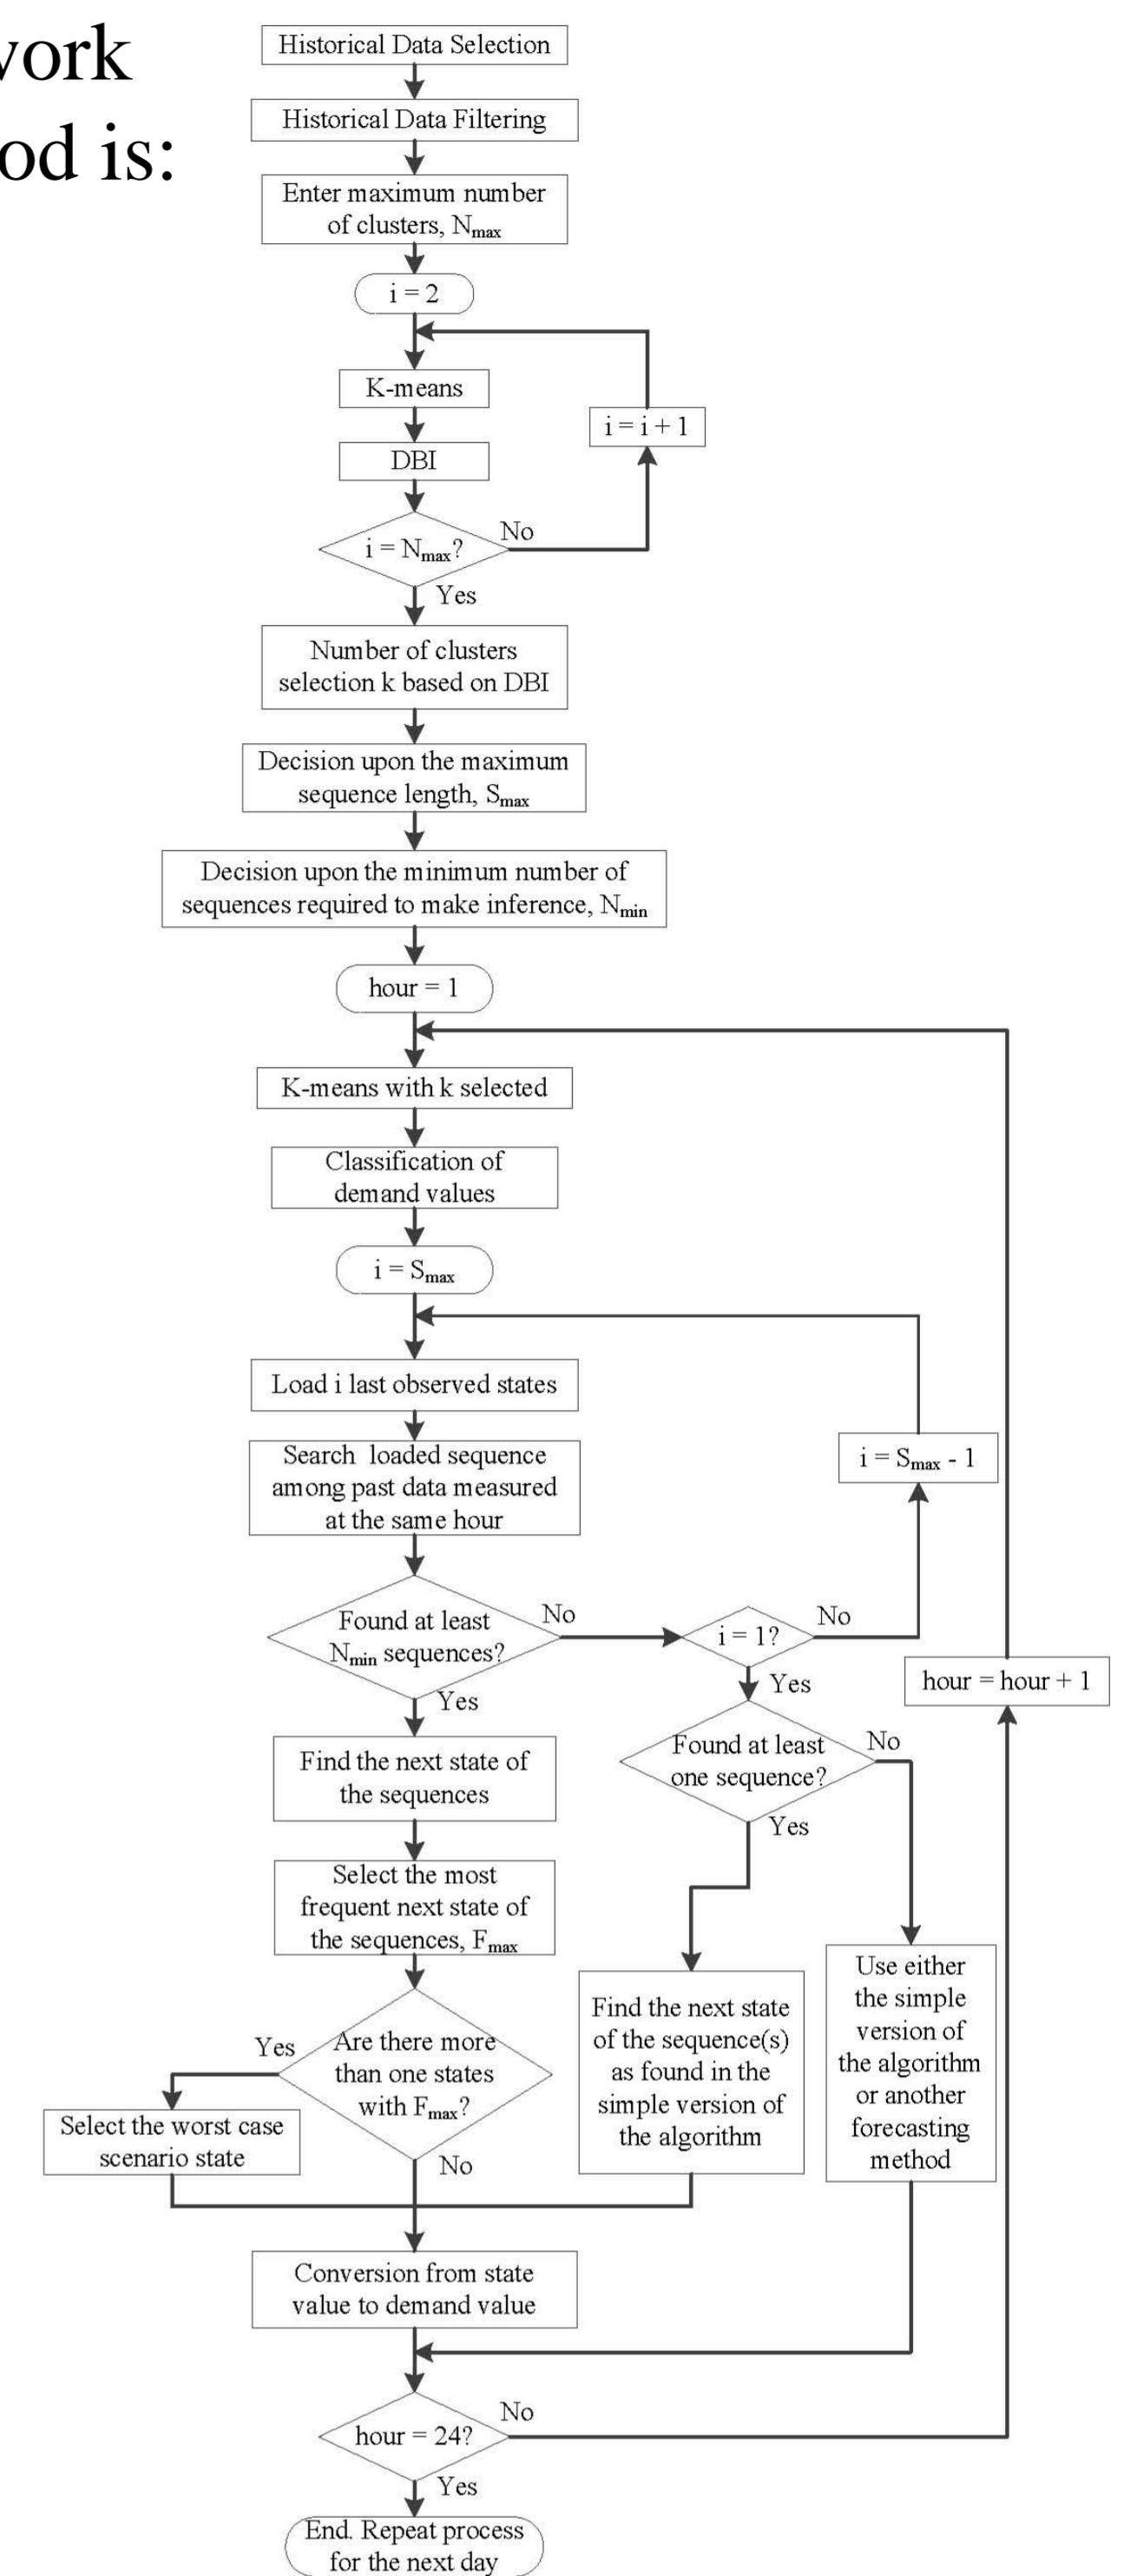 work
od is:
Historical Data Selection
Historical Data Filtering
Enter maximum number
of clusters, Nmax
i = 2
K-means
i = i + 1
DBI
No
i = Nmax?
Yes
Number of clusters
selection k based on DBI
Decision upon the maximum
sequence length, Smax
Decision upon the minimum number of
sequences required to make inference, Nmin
hour = 1
K-means with k selected
Classification of
demand values
i = Smax
Load i last observed states
Search loaded sequence
among past data measured
at the same hour
i = Smax - 1
Found at least
Nmin sequences?
No
i = 1?
No
Yes
Yes
hour = hour + 1
Find the next state of
the sequences
Found at least
one sequence?
No
Yes
Select the most
frequent next state of
the sequences, Fmax
Are there more
than one states
with Fmax?
Yes
No
Select the worst case
scenario state
Find the next state
of the sequence(s)
as found in the
simple version of
the algorithm
Use either
the simple
version of
the algorithm
or another
forecasting
method
Conversion from state
value to demand value
hour = 24?
No
Yes
End. Repeat process
for the next day